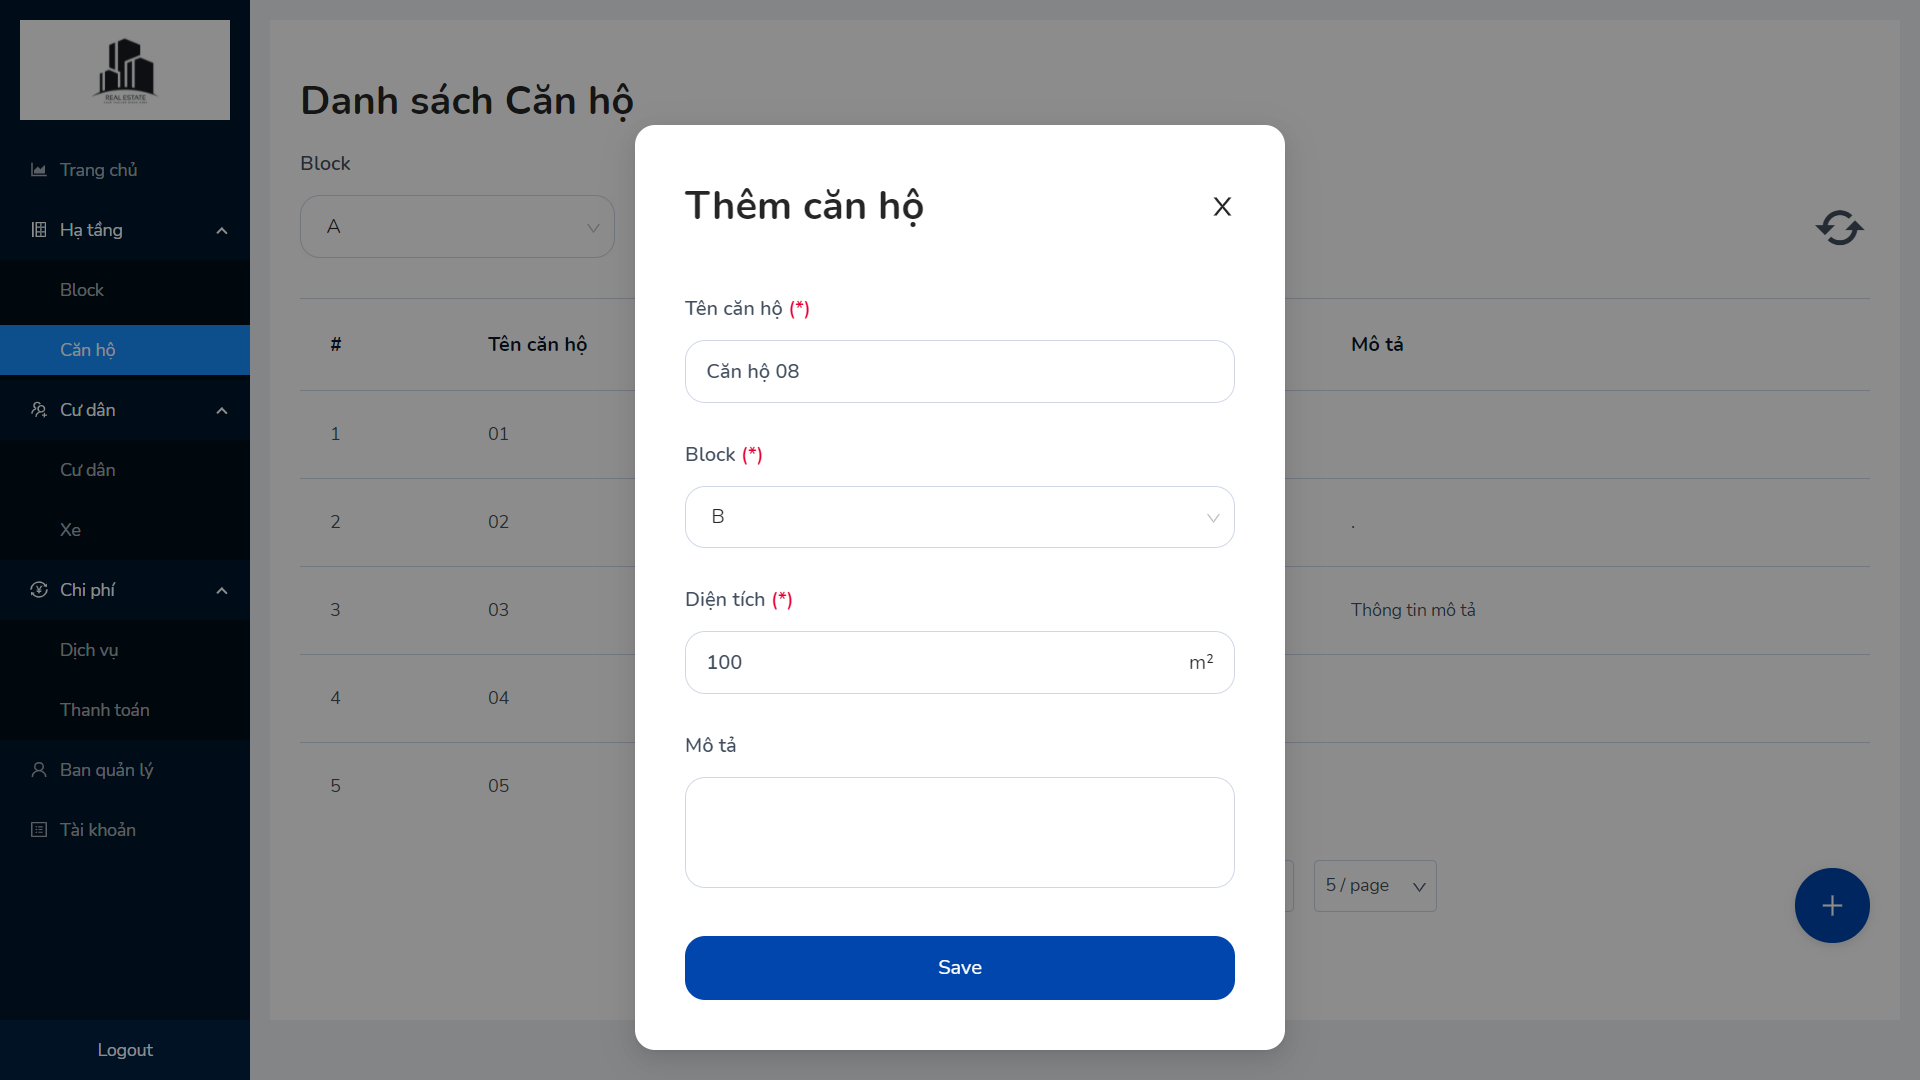 REAL ESTATE
Trang chủ
Hạ tầng
Block
Căn hộ
Cư dân
Cư dân
Xe
Chi phí
Dịch vụ
Thanh toán
Ban quản lý
Tài khoản
Logout
Danh sách Căn hộ
Block
A
# Tên căn hộ Mô tả
1 01
2 02 .
3 03 Thông tin mô tả
4 04
5 05
5 / page
Thêm căn hộ
X
Tên căn hộ (*)
Căn hộ 08
Block (*)
B
Diện tích (*)
100 m²
Mô tả
Save